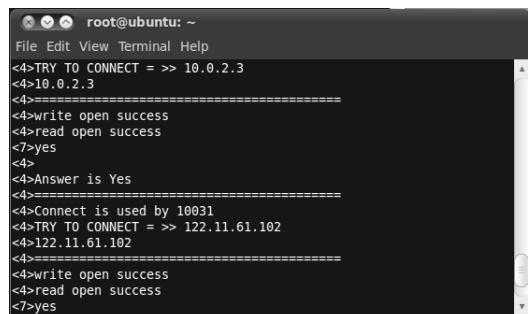 root@ubuntu: ~
File Edit View Terminal Help
<4>TRY TO CONNECT = >> 10.0.2.3
<4>10.0.2.3
<4>=========================================
<4>write open success
<4>read open success
<7>yes
<4>
<4>Answer is Yes
<4>=========================================
<4>Connect is used by 10031
<4>TRY TO CONNECT = >> 122.11.61.102
<4>122.11.61.102
<4>=========================================
<4>write open success
<4>read open success
<7>yes